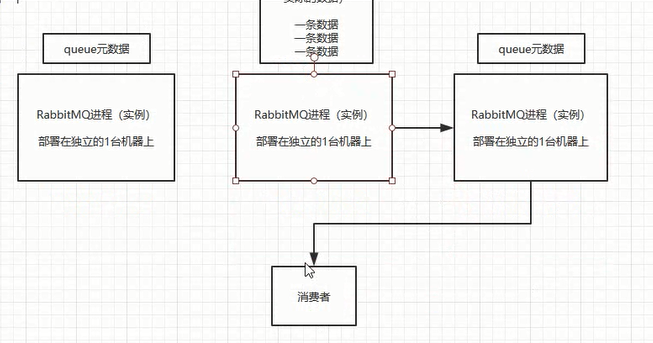 一条数据
一条数据
一条数据
queue元数据
queue元数据
RabbitMQ进程（实例）
部署在独立的1台机器上
RabbitMQ进程（实例）
部署在独立的1台机器上
RabbitMQ进程（实例）
部署在独立的1台机器上
消费者